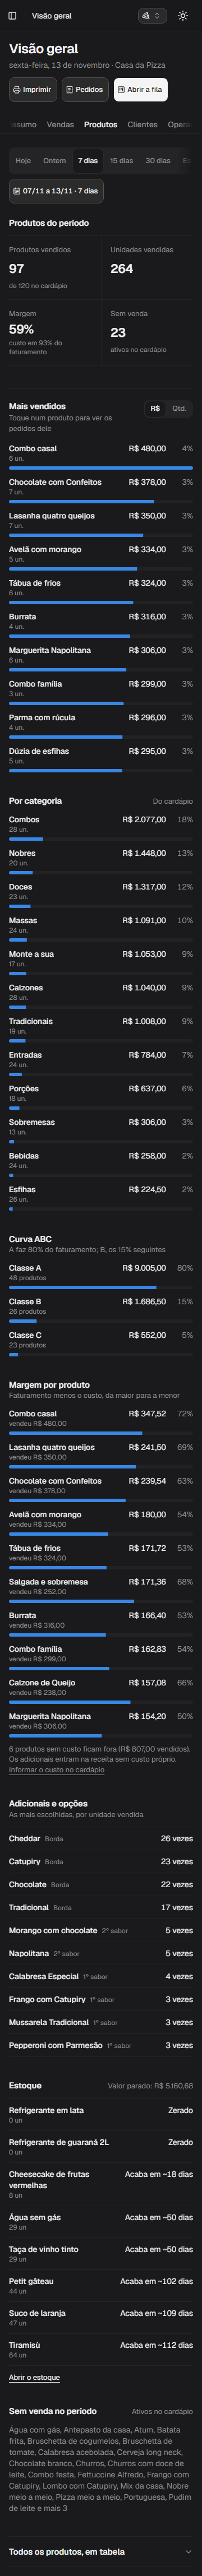 Visão geral
Visão geral
sexta-feira, 13 de novembro · Casa da Pizza
Imprimir
Pedidos
Abrir a fila
esumo Vendas Produtos Clientes Opera
Hoje Ontem 7 dias 15 dias 30 dias
07/11 a 13/11 · 7 dias
Produtos do período
Produtos vendidos
97
de 120 no cardápio
Unidades vendidas
264
Margem
59%
custo em 93% do
faturamento
Sem venda
23
ativos no cardápio
Mais vendidos
Toque num produto para ver os
pedidos dele
R$ Qtd.
Combo casal R$ 480,00 4%
6 un.
Chocolate com Confeitos R$ 378,00 3%
7 un.
Lasanha quatro queijos R$ 350,00 3%
7 un.
Avelã com morango R$ 334,00 3%
5 un.
Tábua de frios R$ 324,00 3%
6 un.
Burrata R$ 316,00 3%
4 un.
Marguerita Napolitana R$ 306,00 3%
6 un.
Combo família R$ 299,00 3%
3 un.
Parma com rúcula R$ 296,00 3%
4 un.
Dúzia de esfihas R$ 295,00 3%
5 un.
Por categoria Do cardápio
Combos R$ 2.077,00 18%
28 un.
Nobres R$ 1.448,00 13%
20 un.
Doces R$ 1.317,00 12%
23 un.
Massas R$ 1.091,00 10%
24 un.
Monte a sua R$ 1.053,00 9%
17 un.
Calzones R$ 1.040,00 9%
28 un.
Tradicionais R$ 1.008,00 9%
19 un.
Entradas R$ 784,00 7%
24 un.
Porções R$ 637,00 6%
18 un.
Sobremesas R$ 306,00 3%
13 un.
Bebidas R$ 258,00 2%
24 un.
Esfihas R$ 224,50 2%
26 un.
Curva ABC
A faz 80% do faturamento; B, os 15% seguintes
Classe A R$ 9.005,00 80%
48 produtos
Classe B R$ 1.686,50 15%
26 produtos
Classe C R$ 552,00 5%
23 produtos
Margem por produto
Faturamento menos o custo, da maior para a menor
Combo casal R$ 347,52 72%
vendeu R$ 480,00
Lasanha quatro queijos R$ 241,50 69%
vendeu R$ 350,00
Chocolate com Confeitos R$ 239,54 63%
vendeu R$ 378,00
Avelã com morango R$ 180,00 54%
vendeu R$ 334,00
Tábua de frios R$ 171,72 53%
vendeu R$ 324,00
Salgada e sobremesa R$ 171,36 68%
vendeu R$ 252,00
Burrata R$ 166,40 53%
vendeu R$ 316,00
Combo família R$ 162,83 54%
vendeu R$ 299,00
Calzone de Queijo R$ 157,08 66%
vendeu R$ 238,00
Marguerita Napolitana R$ 154,20 50%
vendeu R$ 306,00
6 produtos sem custo ficam fora (R$ 807,00 vendidos).
Os adicionais entram na receita sem custo próprio.
Informar o custo no cardápio
Adicionais e opções
As mais escolhidas, por unidade vendida
Cheddar Borda 26 vezes
Catupiry Borda 23 vezes
Chocolate Borda 22 vezes
Tradicional Borda 17 vezes
Morango com chocolate 2º sabor 5 vezes
Napolitana 2º sabor 5 vezes
Calabresa Especial 1º sabor 4 vezes
Frango com Catupiry 1º sabor 3 vezes
Mussarela Tradicional 1º sabor 3 vezes
Pepperoni com Parmesão 1º sabor 3 vezes
Estoque Valor parado: R$ 5.160,68
Refrigerante em lata Zerado
0 un
Refrigerante de guaraná 2L Zerado
0 un
Cheesecake de frutas Acaba em ~18 dias
vermelhas
8 un
Água sem gás Acaba em ~50 dias
29 un
Taça de vinho tinto Acaba em ~50 dias
29 un
Petit gâteau Acaba em ~102 dias
44 un
Suco de laranja Acaba em ~109 dias
47 un
Tiramisù Acaba em ~112 dias
64 un
Abrir o estoque
Sem venda no período Ativos no cardápio
Água com gás, Antepasto da casa, Atum, Batata
frita, Bruschetta de cogumelos, Bruschetta de
tomate, Calabresa acebolada, Cerveja long neck,
Chocolate branco, Churros, Churros com doce de
leite, Combo festa, Fettuccine Alfredo, Frango com
Catupiry, Lombo com Catupiry, Mix da casa, Nobre
meio a meio, Pizza meio a meio, Portuguesa, Pudim
de leite e mais 3
Todos os produtos, em tabela